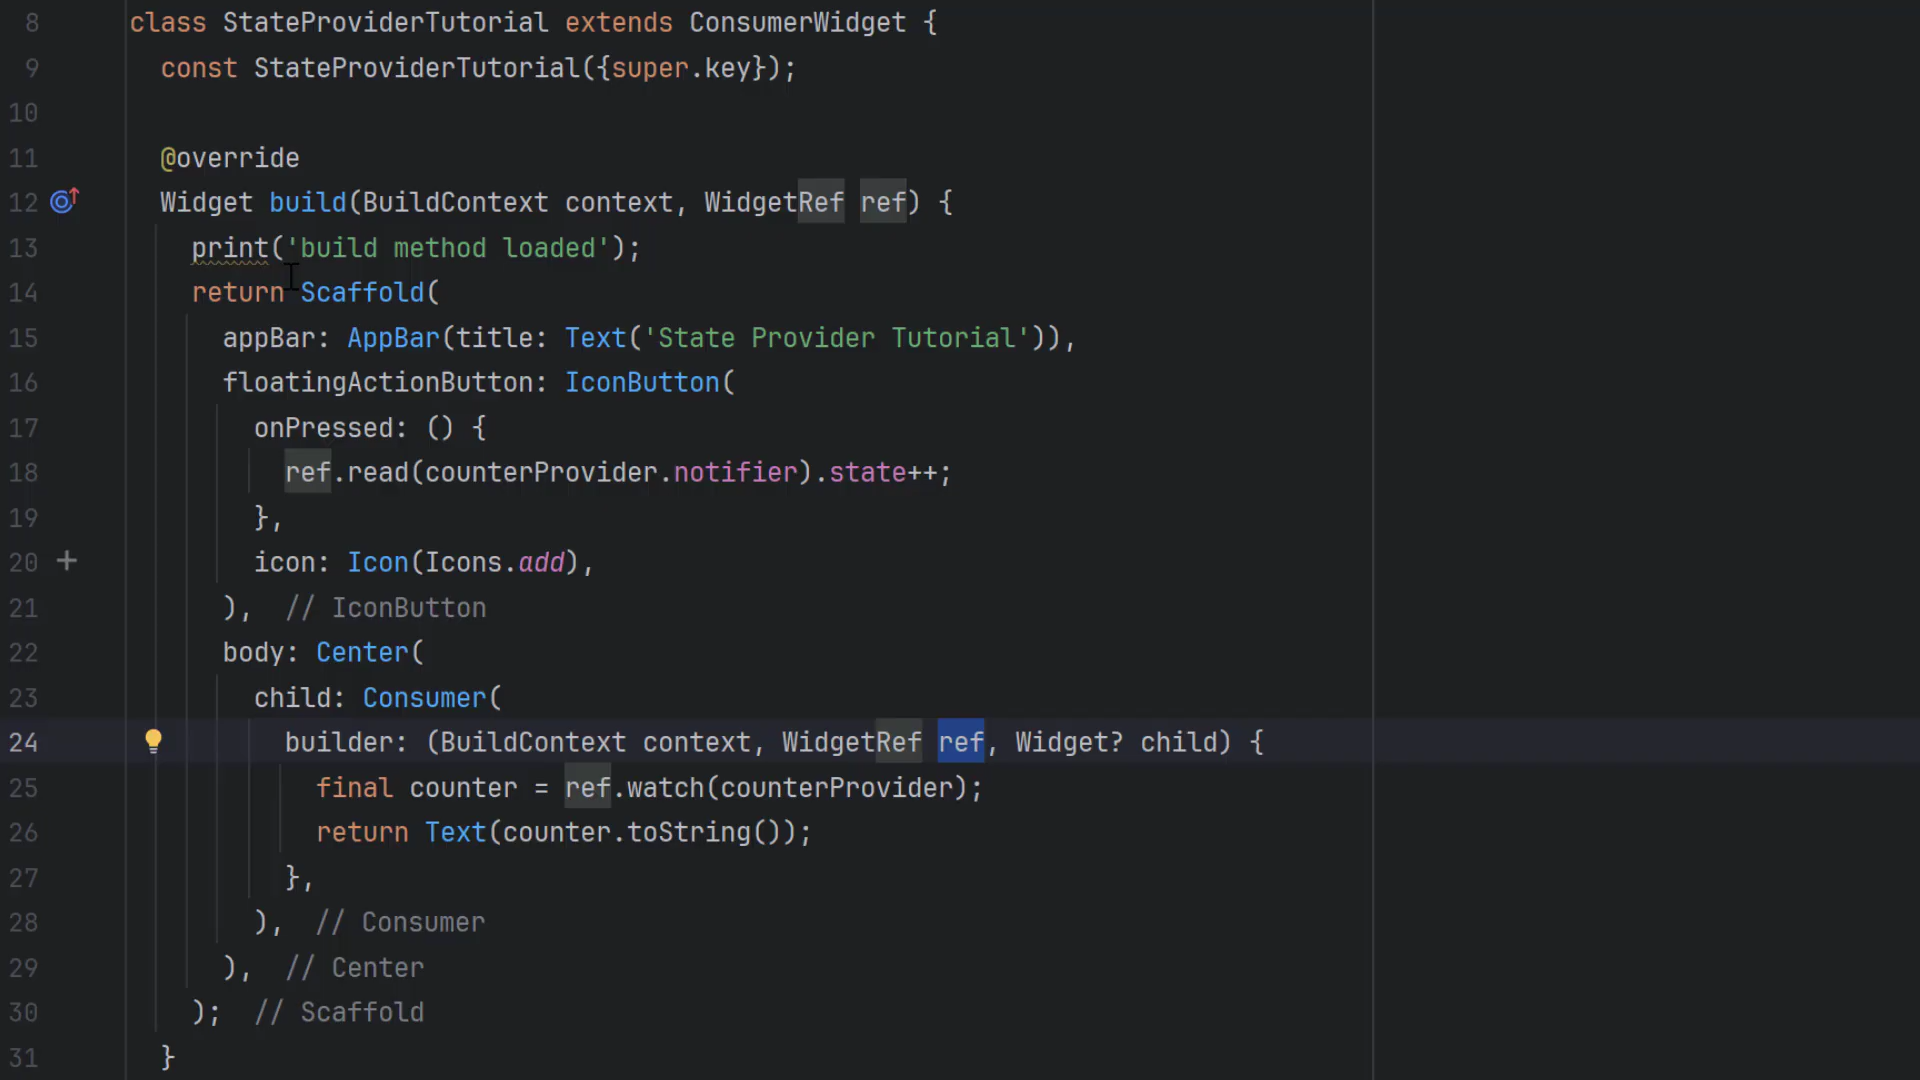 8 class StateProviderTutorial extends ConsumerWidget {
9 const StateProviderTutorial({super.key});
10
11 @override
12 Widget build(BuildContext context, WidgetRef ref) {
13 print('build method loaded');
14 return Scaffold(
15 appBar: AppBar(title: Text('State Provider Tutorial')),
16 floatingActionButton: IconButton(
17 onPressed: () {
18 ref.read(counterProvider.notifier).state++;
19 },
20 icon: Icon(Icons.add),
21 ), // IconButton
22 body: Center(
23 child: Consumer(
24 builder: (BuildContext context, WidgetRef ref, Widget? child) {
25 final counter = ref.watch(counterProvider);
26 return Text(counter.toString());
27 },
28 ), // Consumer
29 ), // Center
30 ); // Scaffold
31 }